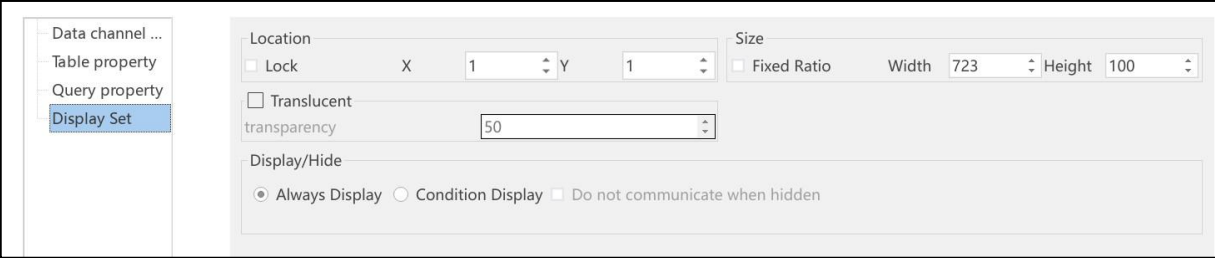 Data channel ...
Table property
Query property
Display Set
Location
Lock X 1 Y 1
Size
Fixed Ratio Width 723 Height 100
Translucent
transparency 50
Display/Hide
Always Display Condition Display Do not communicate when hidden